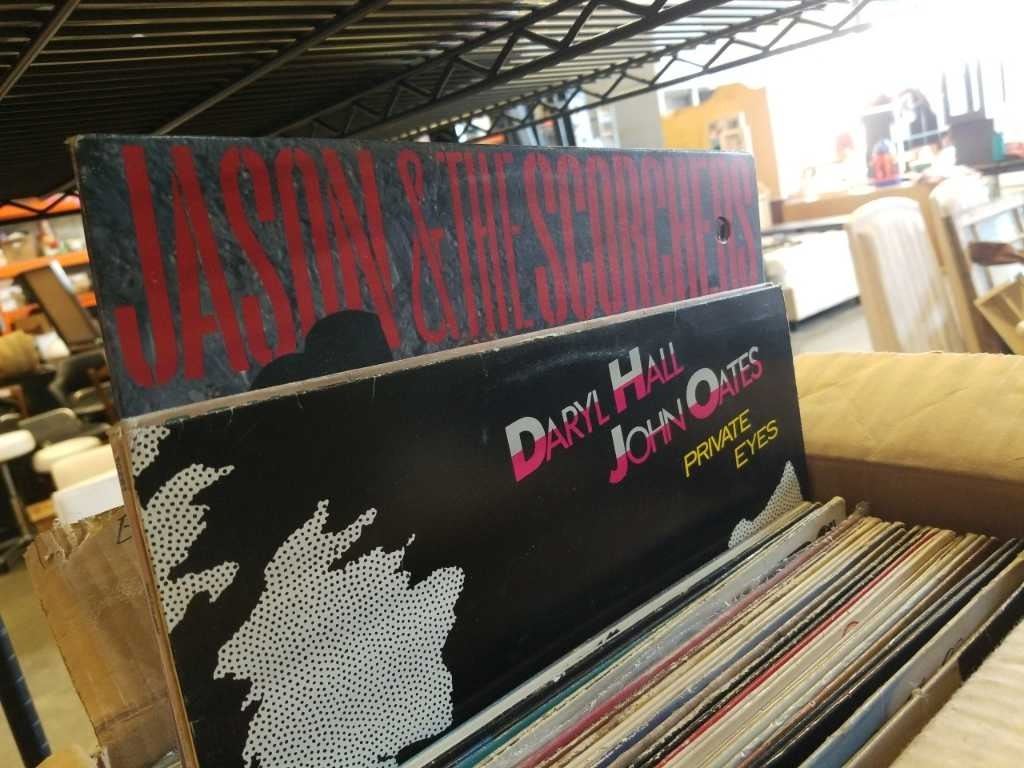 JASON & THE SCORCHERS
DARYL HALL
JOHN OATES
PRIVATE
EYES